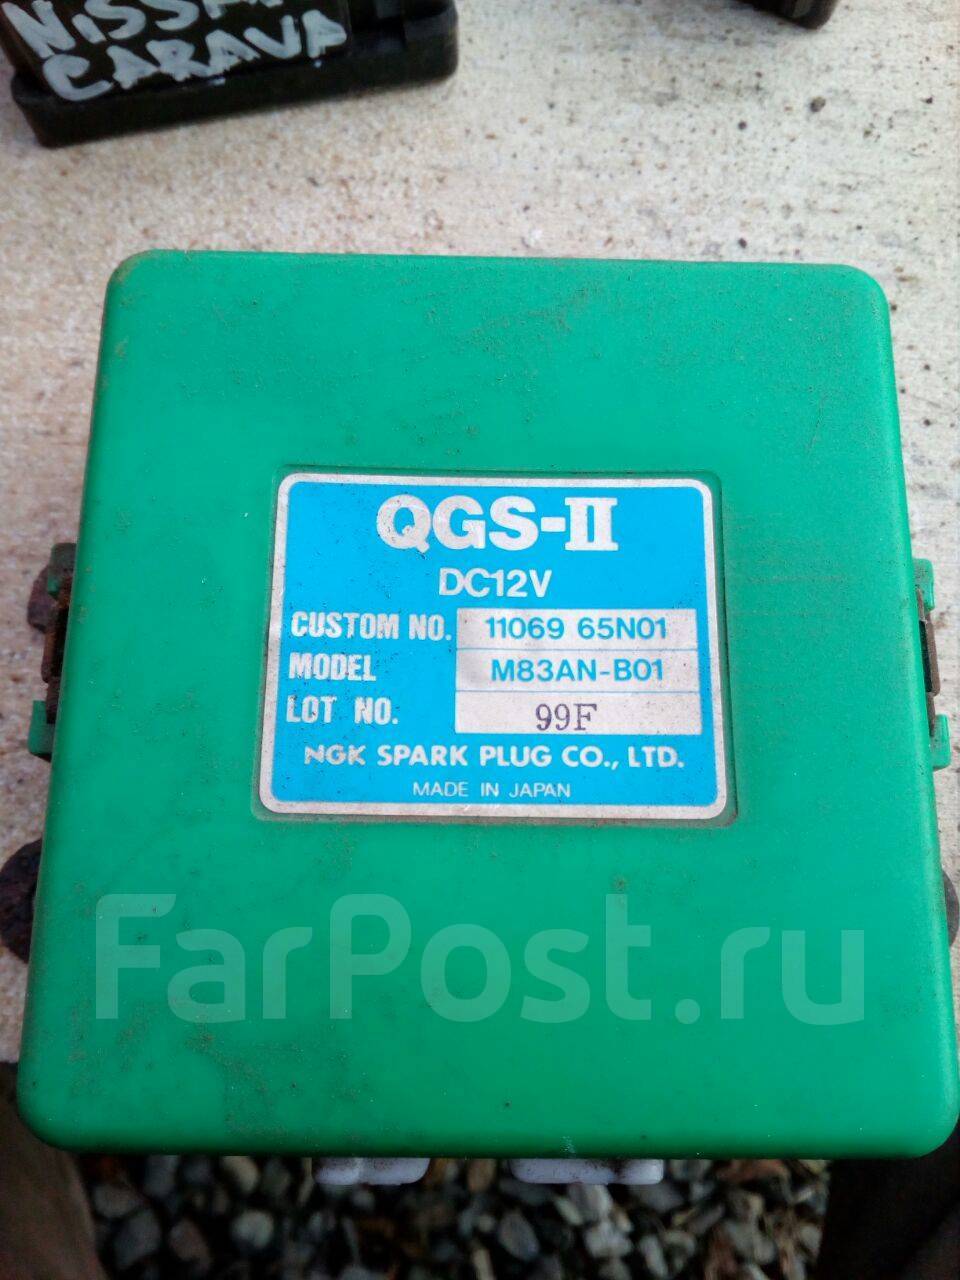 CARAVA
QGS-II
DC12V
CUSTOM NO. 11069 65N01
MODEL M83AN-B01
LOT NO. 99F
NGK SPARK PLUG CO., LTD.
MADE IN JAPAN
FarPost.ru